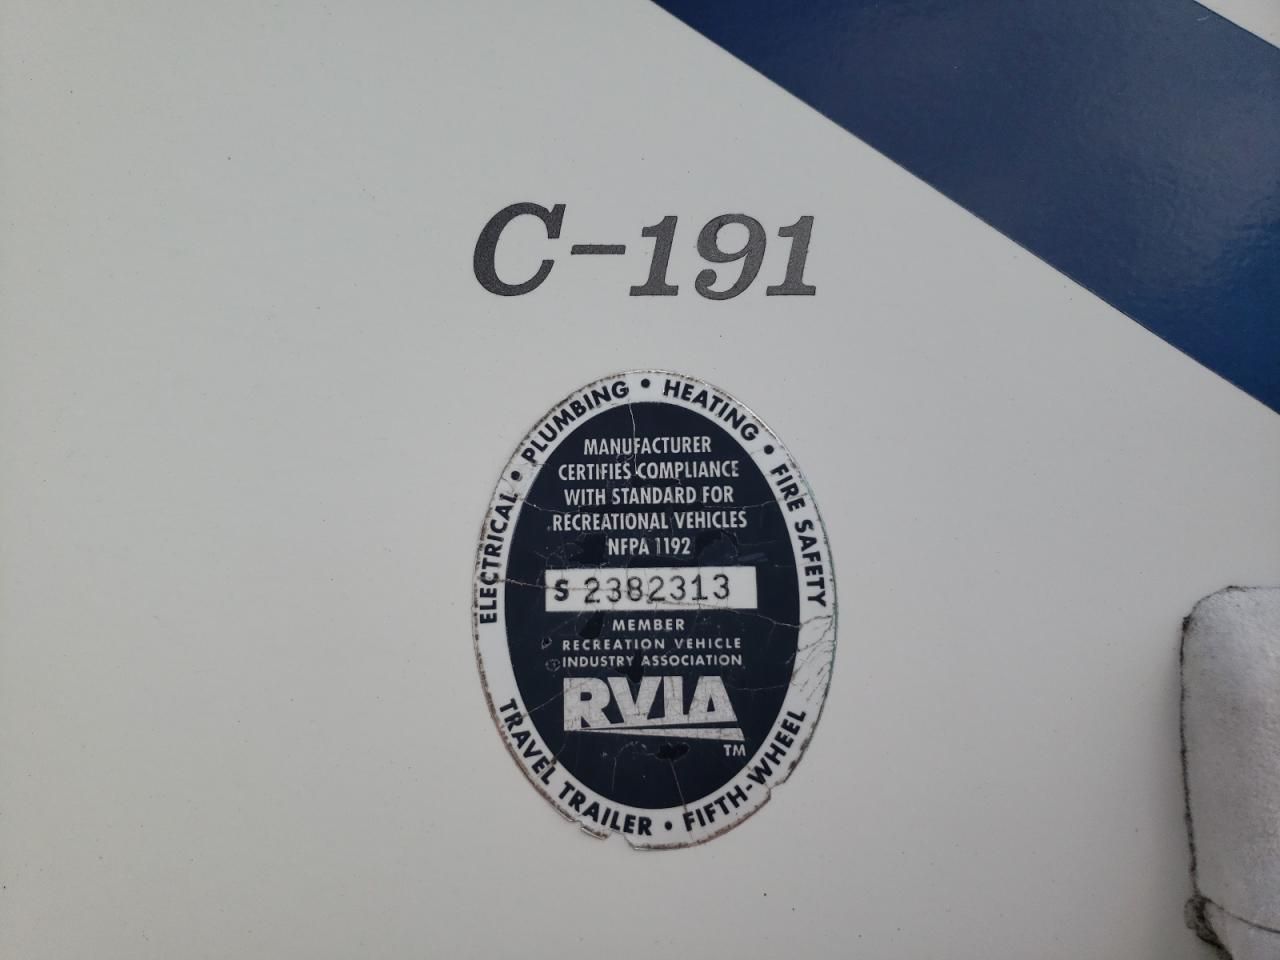 C-191
ELECTRICAL • PLUMBING • HEATING • FIRE SAFETY
MANUFACTURER
CERTIFIES COMPLIANCE
WITH STANDARD FOR
RECREATIONAL VEHICLES
NFPA 1192
S 2382313
MEMBER
RECREATION VEHICLE
INDUSTRY ASSOCIATION
RVIA
TM
TRAVEL TRAILER • FIFTH-WHEEL